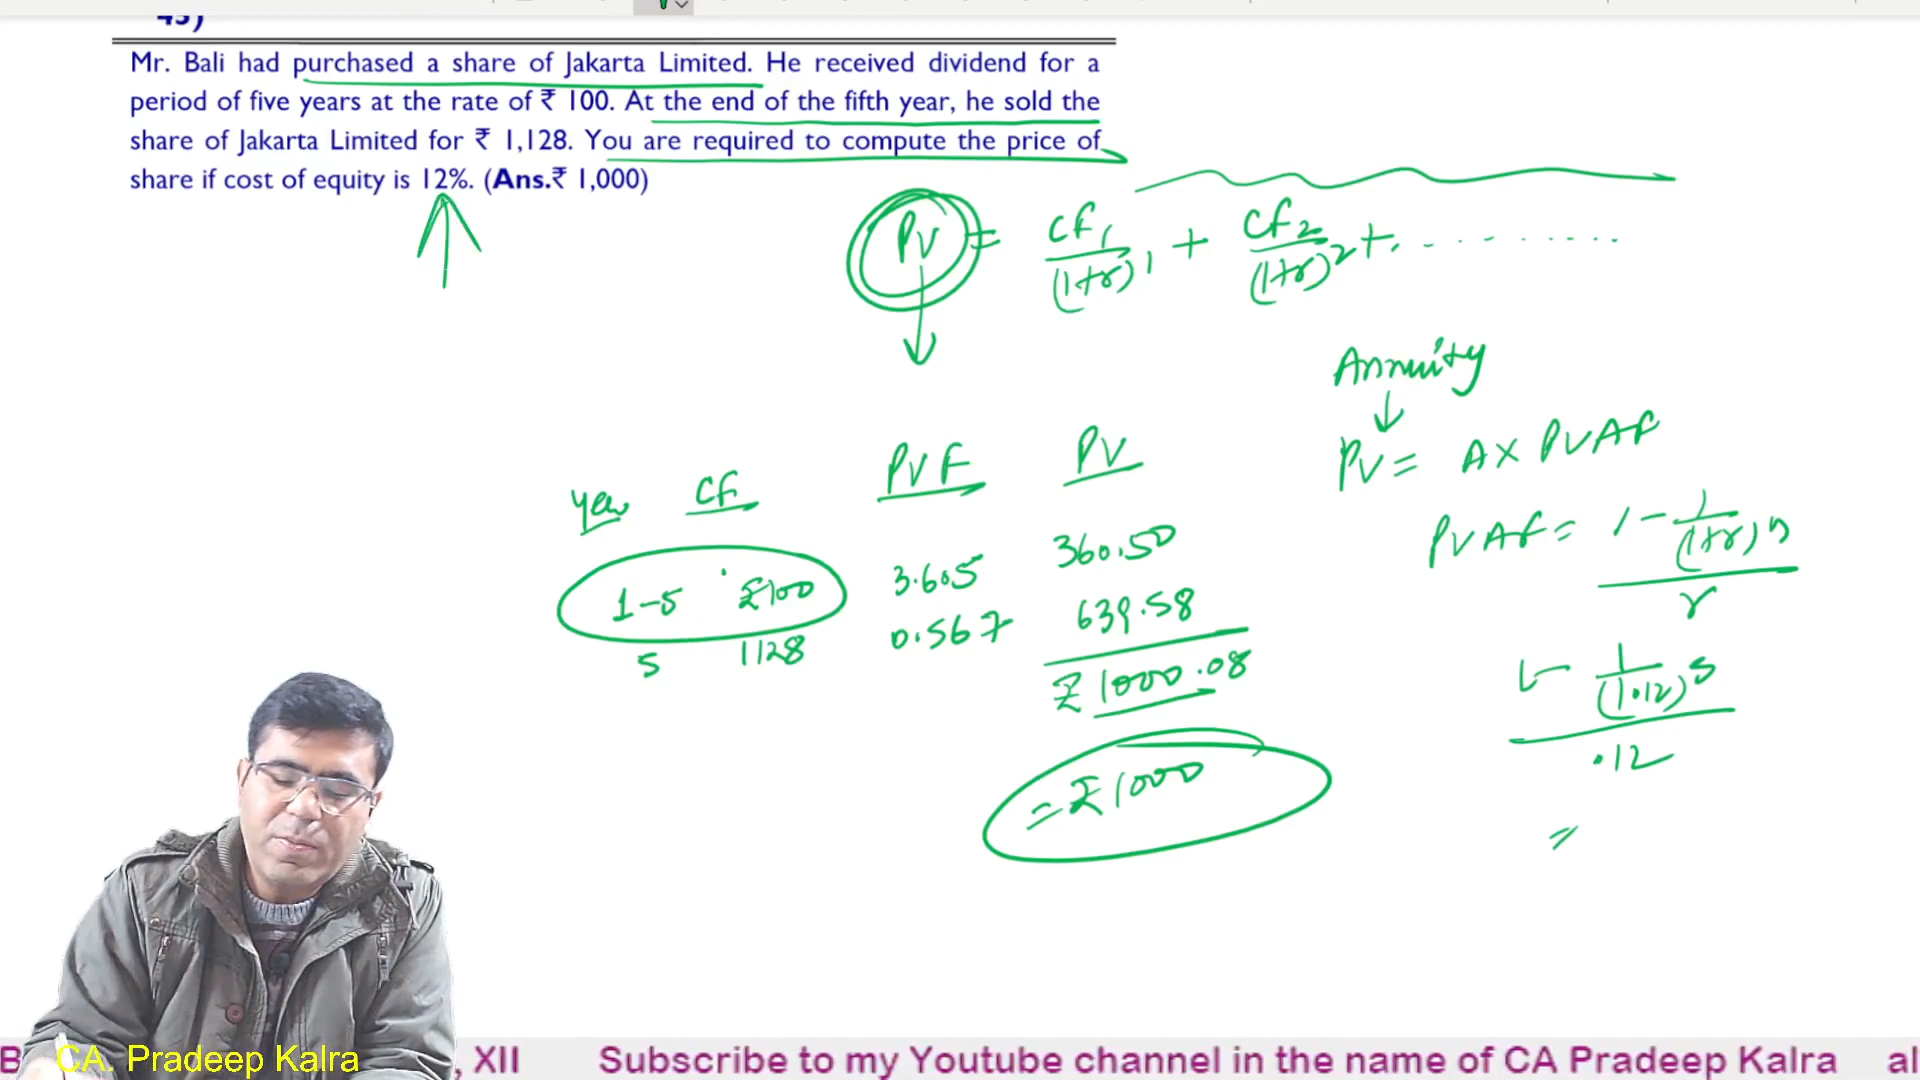 45)
Mr. Bali had purchased a share of Jakarta Limited. He received dividend for a
period of five years at the rate of ₹ 100. At the end of the fifth year, he sold the
share of Jakarta Limited for ₹ 1,128. You are required to compute the price of
share if cost of equity is 12%. (Ans.₹ 1,000)
PV = CF1/(1+r)1 + CF2/(1+r)2 + . . . . . . . . .
Annuity
PV = A X PVAF
PVAF = 1 - 1/(1+r)n
r
1 - 1/(1.12)5
.12
=
Year CF PVF PV
1-5 ₹100 3.605 360.50
5 1128 0.567 639.58
₹ 1000.08
= ₹1000
B
CA. Pradeep Kalra
, XII Subscribe to my Youtube channel in the name of CA Pradeep Kalra al